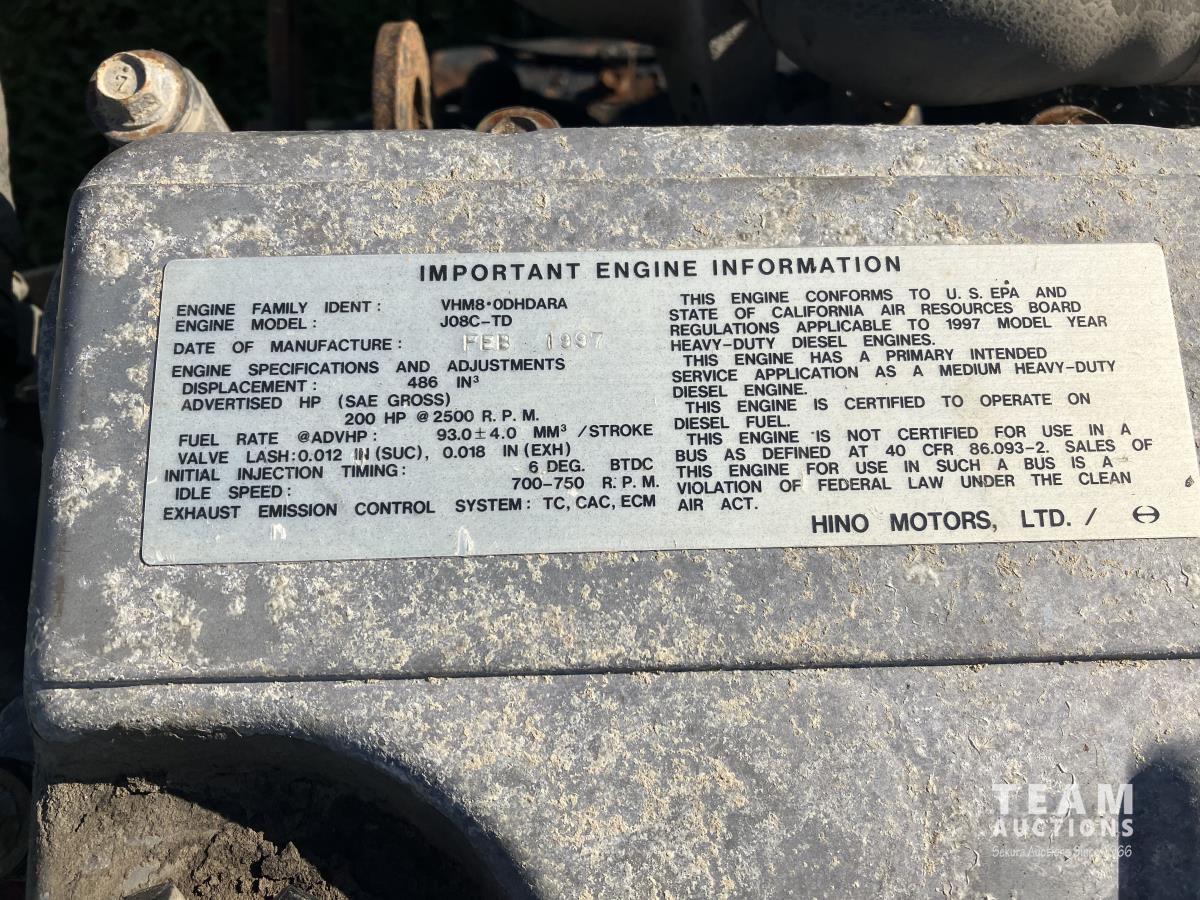 IMPORTANT ENGINE INFORMATION
ENGINE FAMILY IDENT: VHM8·0DHDARA
ENGINE MODEL: J08C-TD
DATE OF MANUFACTURE: FEB 1997
ENGINE SPECIFICATIONS AND ADJUSTMENTS
DISPLACEMENT: 486 IN³
ADVERTISED HP (SAE GROSS)
200 HP @ 2500 R.P.M.
FUEL RATE @ADVHP: 93.0±4.0 MM³/STROKE
VALVE LASH: 0.012 IN (SUC), 0.018 IN (EXH)
INITIAL INJECTION TIMING: 6 DEG. BTDC
IDLE SPEED: 700-750 R.P.M.
EXHAUST EMISSION CONTROL SYSTEM: TC, CAC, ECM
THIS ENGINE CONFORMS TO U.S. EPA AND
STATE OF CALIFORNIA AIR RESOURCES BOARD
REGULATIONS APPLICABLE TO 1997 MODEL YEAR
HEAVY-DUTY DIESEL ENGINES.
THIS ENGINE HAS A PRIMARY INTENDED
SERVICE APPLICATION AS A MEDIUM HEAVY-DUTY
DIESEL ENGINE.
THIS ENGINE IS CERTIFIED TO OPERATE ON
DIESEL FUEL.
THIS ENGINE IS NOT CERTIFIED FOR USE IN A
BUS AS DEFINED AT 40 CFR 86.093-2. SALES OF
THIS ENGINE FOR USE IN SUCH A BUS IS A
VIOLATION OF FEDERAL LAW UNDER THE CLEAN
AIR ACT.
HINO MOTORS, LTD. /
7
TEAM
AUCTIONS